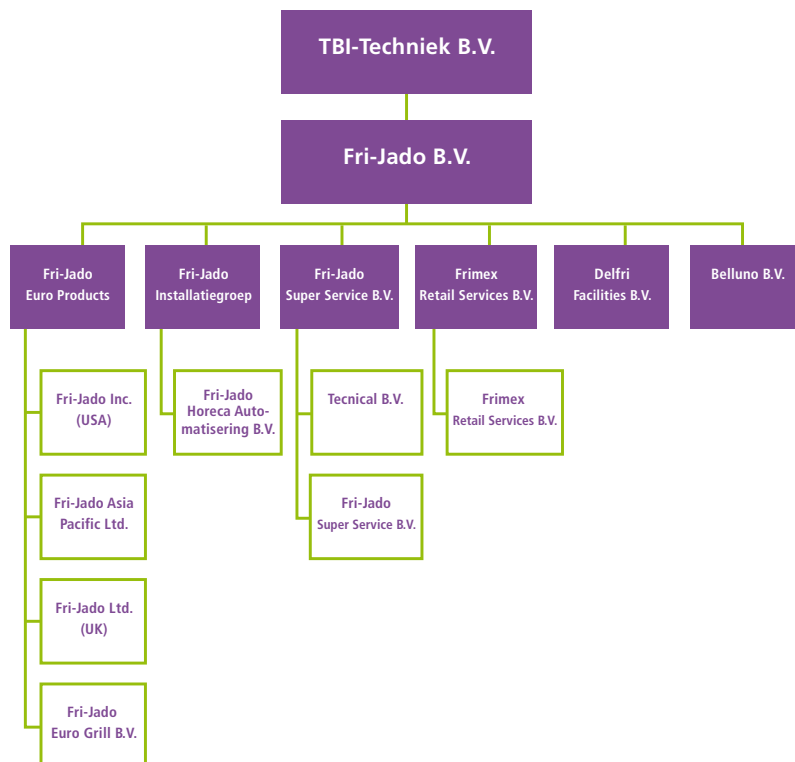 TBI-Techniek B.V.
Fri-Jado B.V.
Fri-Jado
Euro Products
Fri-Jado
Installatiegroep
Fri-Jado
Super Service B.V.
Frimex
Retail Services B.V.
Delfri
Facilities B.V.
Belluno B.V.
Fri-Jado Inc.
(USA)
Fri-Jado
Horeca Auto-
matisering B.V.
Tecnical B.V.
Frimex
Retail Services B.V.
Fri-Jado Asia
Pacific Ltd.
Fri-Jado
Super Service B.V.
Fri-Jado Ltd.
(UK)
Fri-Jado
Euro Grill B.V.